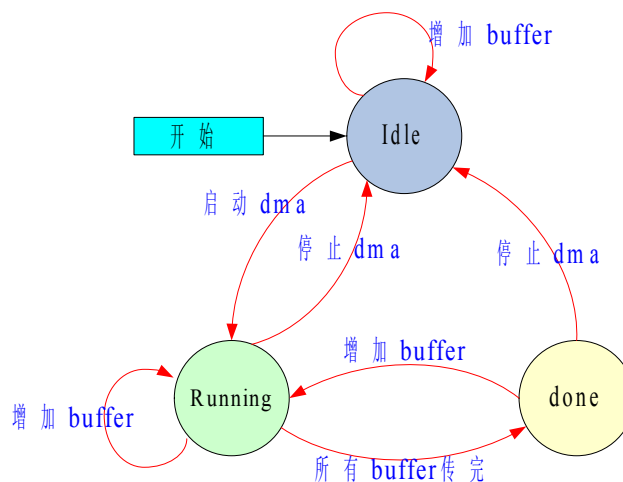 增加 buffer
开始
Idle
启动 dma
停止 dma
停止 dma
增加 buffer
Running
done
增加 buffer
所有 buffer传完